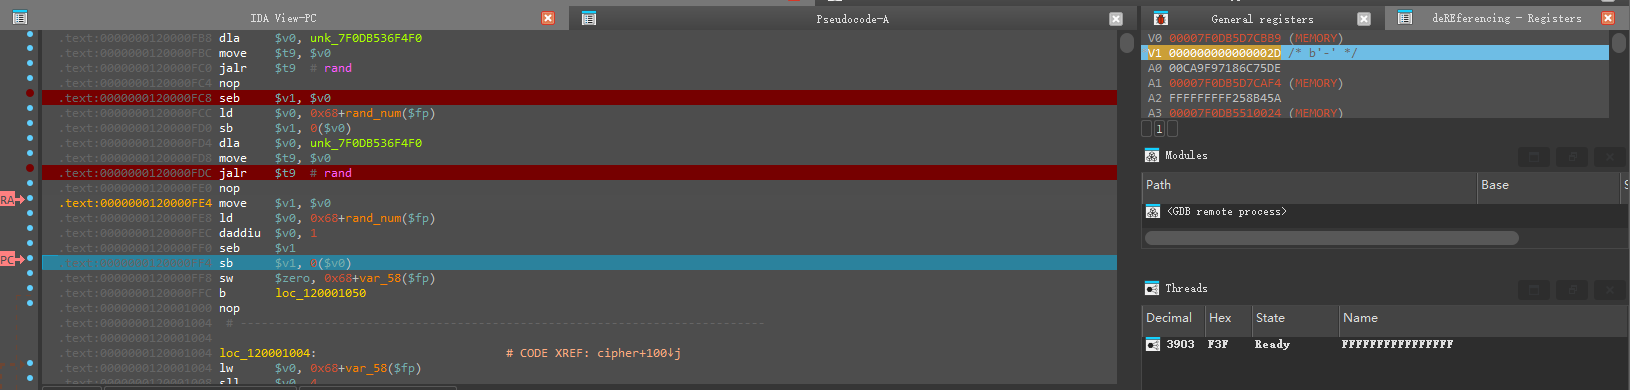 IDA View-PC
Pseudocode-A
General registers
deREferencing - Registers
.text:0000000120000FB8 dla $v0, unk_7F0DB536F4F0
.text:0000000120000FBC move $t9, $v0
.text:0000000120000FC0 jalr $t9 # rand
.text:0000000120000FC4 nop
.text:0000000120000FC8 seb $v1, $v0
.text:0000000120000FCC ld $v0, 0x68+rand_num($fp)
.text:0000000120000FD0 sb $v1, 0($v0)
.text:0000000120000FD4 dla $v0, unk_7F0DB536F4F0
.text:0000000120000FD8 move $t9, $v0
.text:0000000120000FDC jalr $t9 # rand
.text:0000000120000FE0 nop
RA
.text:0000000120000FE4 move $v1, $v0
.text:0000000120000FE8 ld $v0, 0x68+rand_num($fp)
.text:0000000120000FEC daddiu $v0, 1
.text:0000000120000FF0 seb $v1
PC
.text:0000000120000FF4 sb $v1, 0($v0)
.text:0000000120000FF8 sw $zero, 0x68+var_58($fp)
.text:0000000120000FFC b loc_120001050
.text:0000000120001000 nop
.text:0000000120001004 # ---------------------------------------------------------------------------
.text:0000000120001004
.text:0000000120001004 loc_120001004: # CODE XREF: cipher+100↓j
.text:0000000120001004 lw $v0, 0x68+var_58($fp)
.text:0000000120001008 sll $v0, 4
V0 00007F0DB5D7CBB9 (MEMORY)
V1 000000000000002D /* b'-' */
A0 00CA9F97186C75DE
A1 00007F0DB5D7CAF4 (MEMORY)
A2 FFFFFFFFF258B45A
A3 00007F0DB5510024 (MEMORY)
1
Modules
Path Base S
<GDB remote process>
Threads
Decimal Hex State Name
3903 F3F Ready FFFFFFFFFFFFFFFF